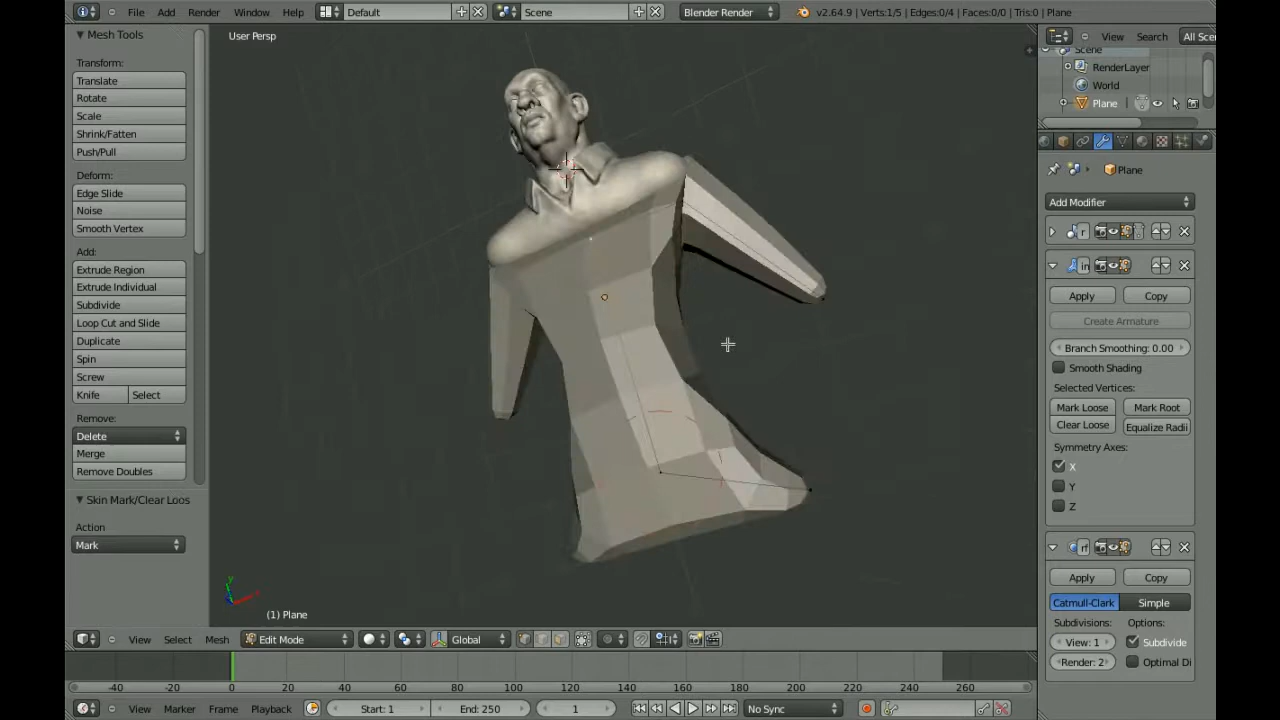 File Add Render Window Help Default Scene Blender Render v2.64.9 | Verts:1/5 | Edges:0/4 | Faces:0/0 | Tris:0 | Plane
Mesh Tools
Transform:
Translate
Rotate
Scale
Shrink/Fatten
Push/Pull
Deform:
Edge Slide
Noise
Smooth Vertex
Add:
Extrude Region
Extrude Individual
Subdivide
Loop Cut and Slide
Duplicate
Spin
Screw
Knife Select
Remove:
Delete
Merge
Remove Doubles
Skin Mark/Clear Loos
Action
Mark
User Persp
(1) Plane
View Select Mesh Edit Mode Global
View Search All Sce
Scene
RenderLayer
World
Plane
Plane
Add Modifier
r
in
Apply Copy
Create Armature
Branch Smoothing: 0.00
Smooth Shading
Selected Vertices:
Mark Loose Mark Root
Clear Loose Equalize Radii
Symmetry Axes:
X
Y
Z
rf
Apply Copy
Catmull-Clark Simple
Subdivisions: Options:
View: 1 Subdivide
Render: 2 Optimal Di
-40 -20 0 20 40 60 80 100 120 140 160 180 200 220 240 260
View Marker Frame Playback Start: 1 End: 250 1 No Sync